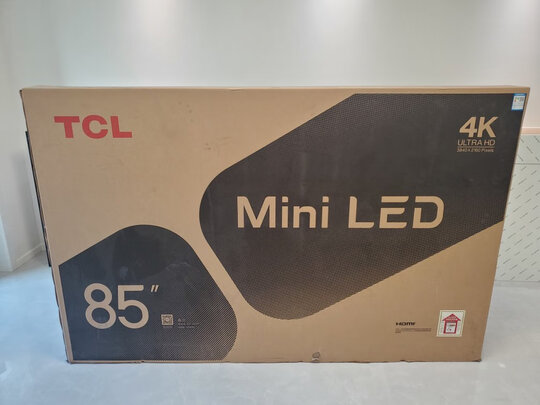 TCL
4K
ULTRA HD
3840 x 2160 Pixels
Mini LED
85"
HDMI